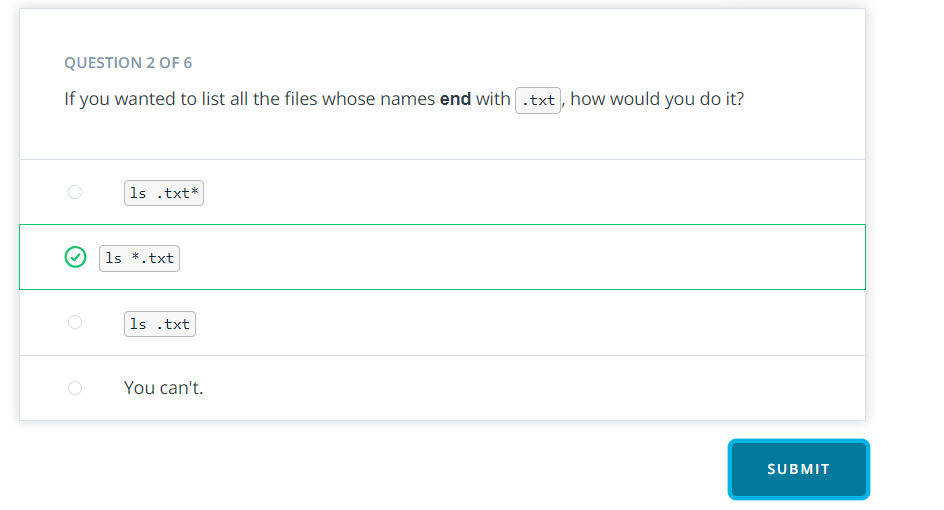 QUESTION 2 OF 6
If you wanted to list all the files whose names end with .txt, how would you do it?
ls .txt*
ls *.txt
ls .txt
You can't.
SUBMIT